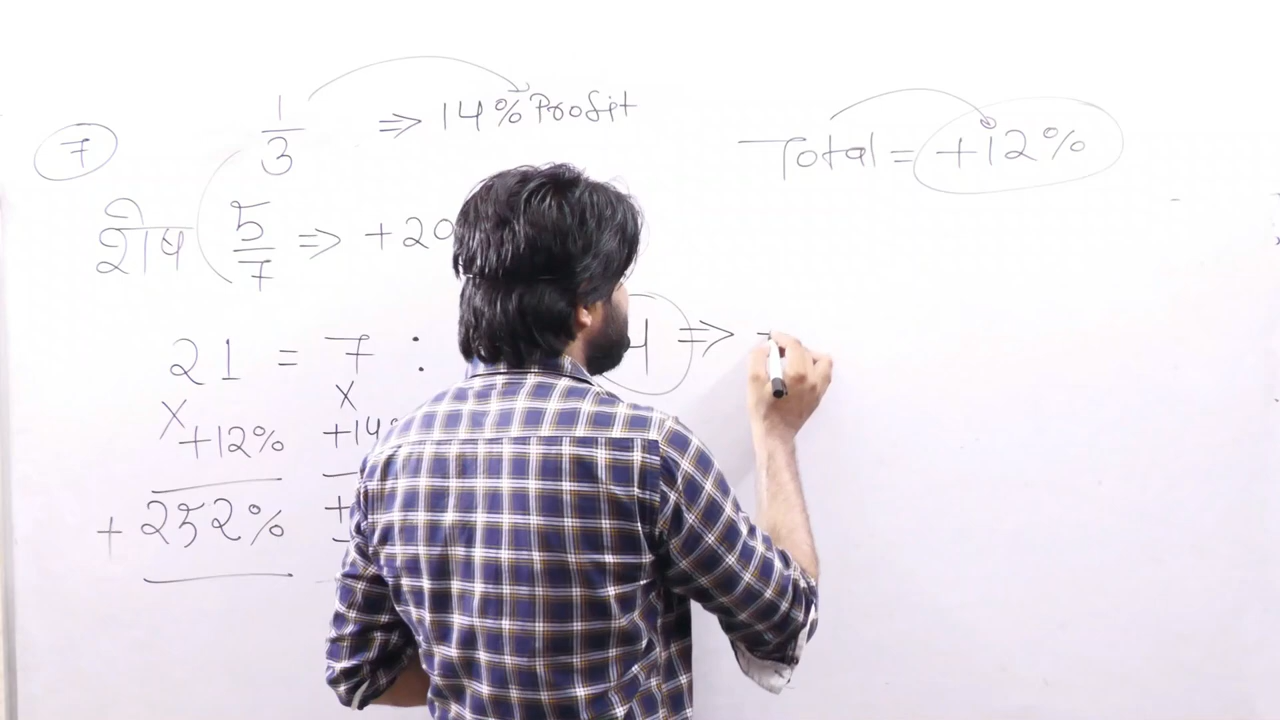 7
1/3 ⇒ 14% Profit
Total = +12%
शेष 5/7 ⇒ +20
21 = 7 : 4 ⇒
× ×
+12% +14
+252% +